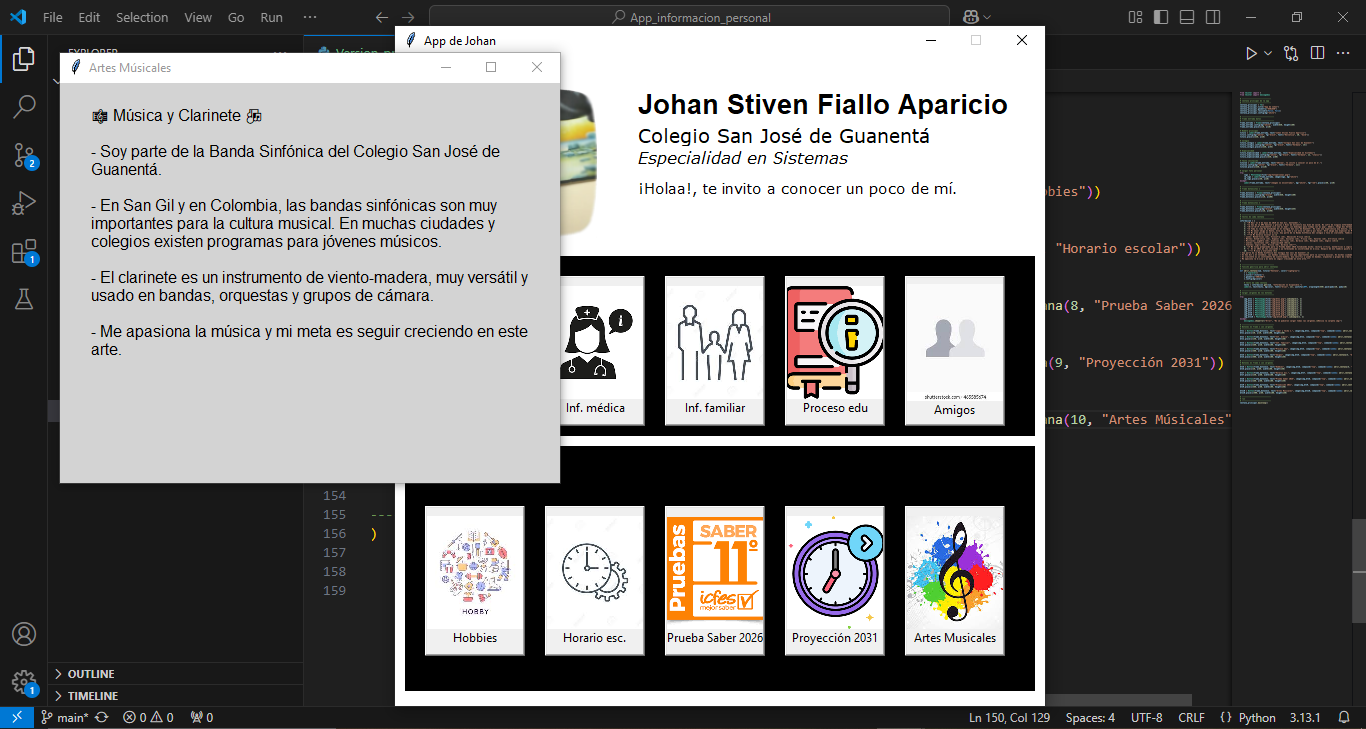 File Edit Selection View Go Run ···
App_informacion_personal
EXPLORER
App de Johan
Artes Músicales
🎼 Música y Clarinete 🎶
- Soy parte de la Banda Sinfónica del Colegio San José de
Guanentá.
- En San Gil y en Colombia, las bandas sinfónicas son muy
importantes para la cultura musical. En muchas ciudades y
colegios existen programas para jóvenes músicos.
- El clarinete es un instrumento de viento-madera, muy versátil y
usado en bandas, orquestas y grupos de cámara.
- Me apasiona la música y mi meta es seguir creciendo en este
arte.
Johan Stiven Fiallo Aparicio
Colegio San José de Guanentá
Especialidad en Sistemas
¡Holaa!, te invito a conocer un poco de mí.
Inf. médica
Inf. familiar
Proceso edu
Amigos
HOBBY
Hobbies
Horario esc.
Pruebas
SABER
11º
icfes
mejor saber
Prueba Saber 2026
Proyección 2031
Artes Musicales
bies"))
"Horario escolar"))
na(8, "Prueba Saber 2026
(9, "Proyección 2031"))
na(10, "Artes Músicales"
154
155 ---
156 )
157
158
159
2
1
1
OUTLINE
TIMELINE
main* 0 0 0
Ln 150, Col 129 Spaces: 4 UTF-8 CRLF {} Python 3.13.1